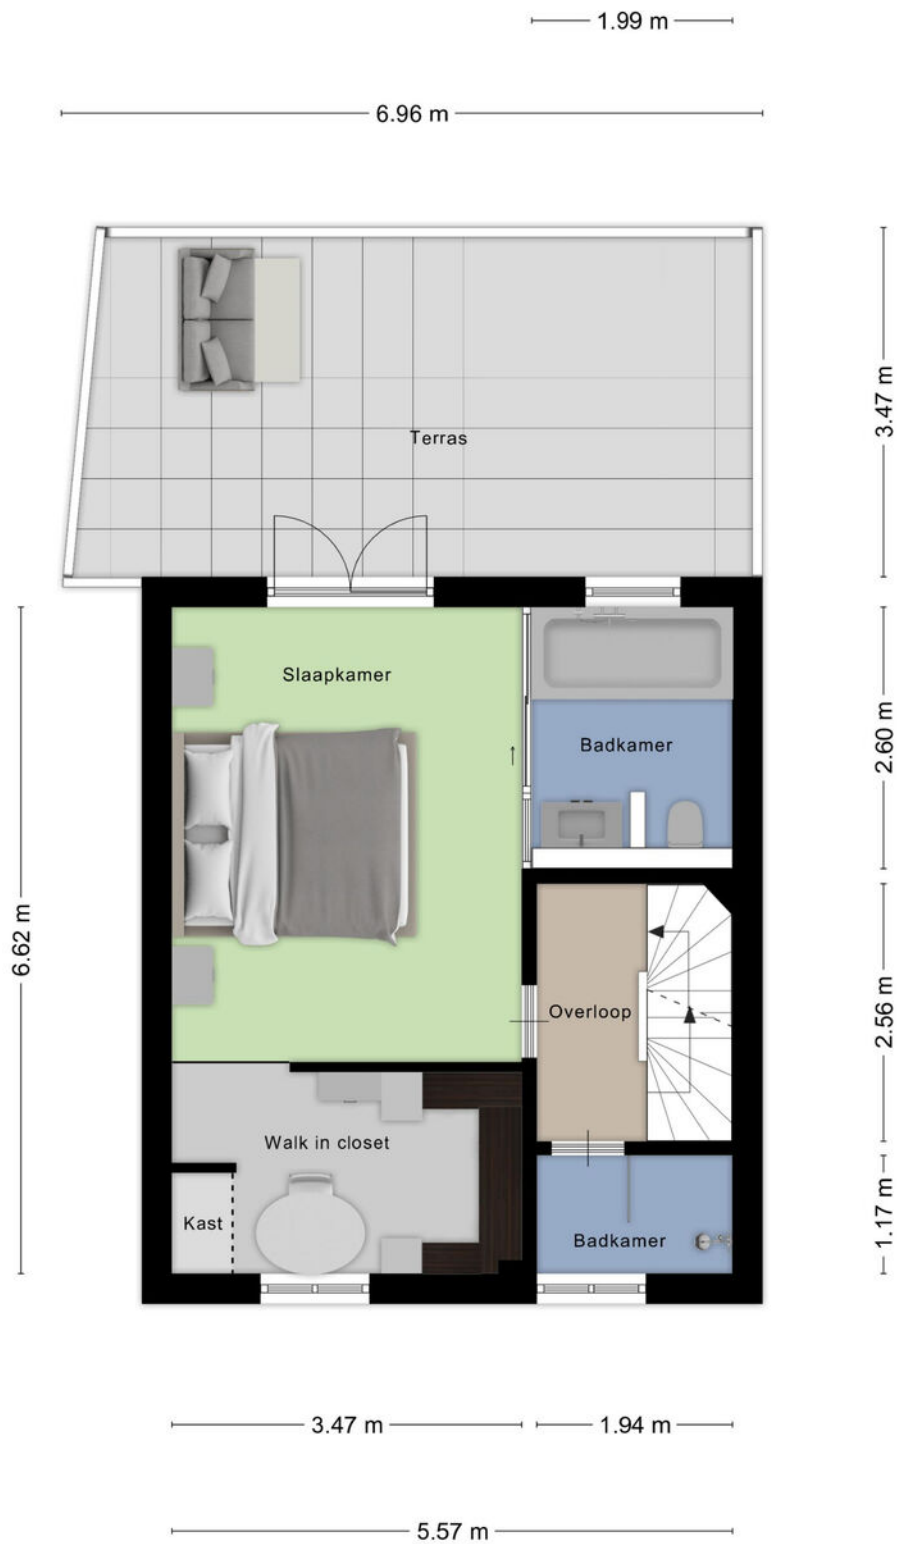 1.99 m
6.96 m
3.47 m
Terras
Slaapkamer
Badkamer
2.60 m
6.62 m
Overloop
2.56 m
Walk in closet
Kast
Badkamer
1.17 m
3.47 m
1.94 m
5.57 m